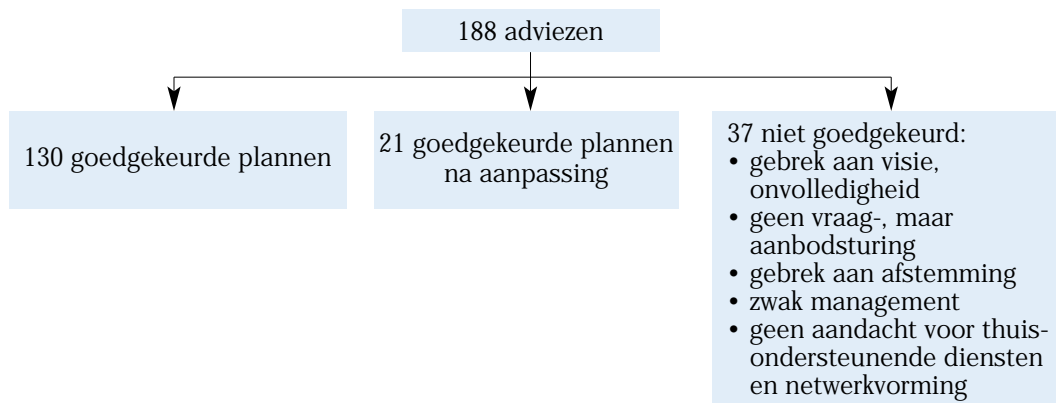 188 adviezen
130 goedgekeurde plannen
21 goedgekeurde plannen
na aanpassing
37 niet goedgekeurd:
• gebrek aan visie,
onvolledigheid
• geen vraag-, maar
aanbodsturing
• gebrek aan afstemming
• zwak management
• geen aandacht voor thuis-
ondersteunende diensten
en netwerkvorming